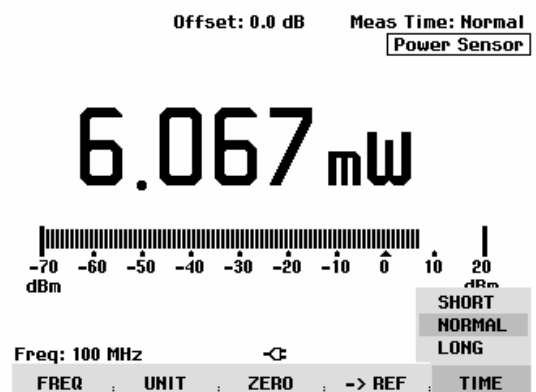 Offset: 0.0 dB Meas Time: Normal
Power Sensor
6.067 mW
-70 -60 -50 -40 -30 -20 -10 0 10 20
dBm dBm
SHORT
NORMAL
LONG
Freq: 100 MHz
FREQ UNIT ZERO -> REF TIME